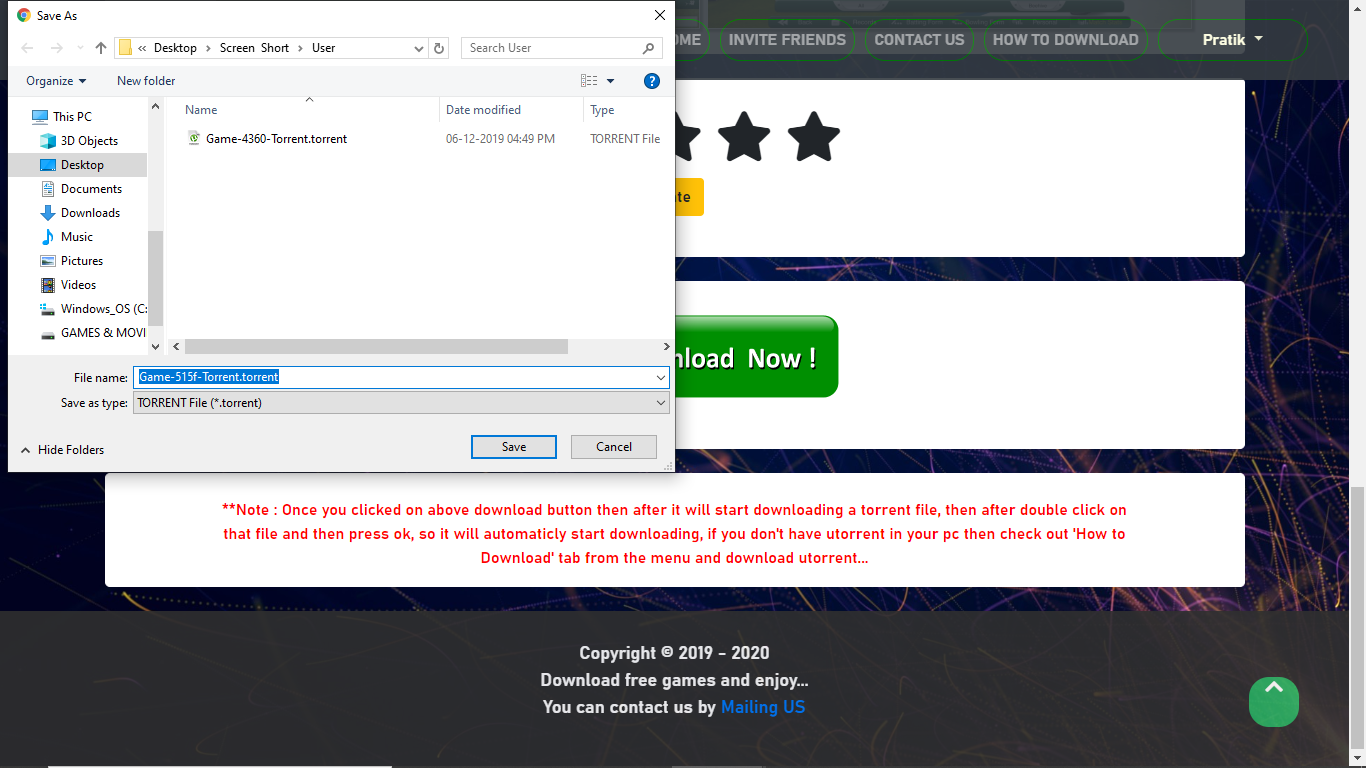 Save As
« Desktop › Screen Short › User
Search User
Organize
New folder
This PC
3D Objects
Desktop
Documents
Downloads
Music
Pictures
Videos
Windows_OS (C:
GAMES & MOVI
Name
Date modified
Type
Game-4360-Torrent.torrent
06-12-2019 04:49 PM
TORRENT File
File name:
Game-515f-Torrent.torrent
Save as type:
TORRENT File (*.torrent)
Hide Folders
Save
Cancel
OME
INVITE FRIENDS
CONTACT US
HOW TO DOWNLOAD
Pratik
te
nload Now !
**Note : Once you clicked on above download button then after it will start downloading a torrent file, then after double click on
that file and then press ok, so it will automaticly start downloading, if you don't have utorrent in your pc then check out 'How to
Download' tab from the menu and download utorrent...
Copyright © 2019 - 2020
Download free games and enjoy...
You can contact us by Mailing US